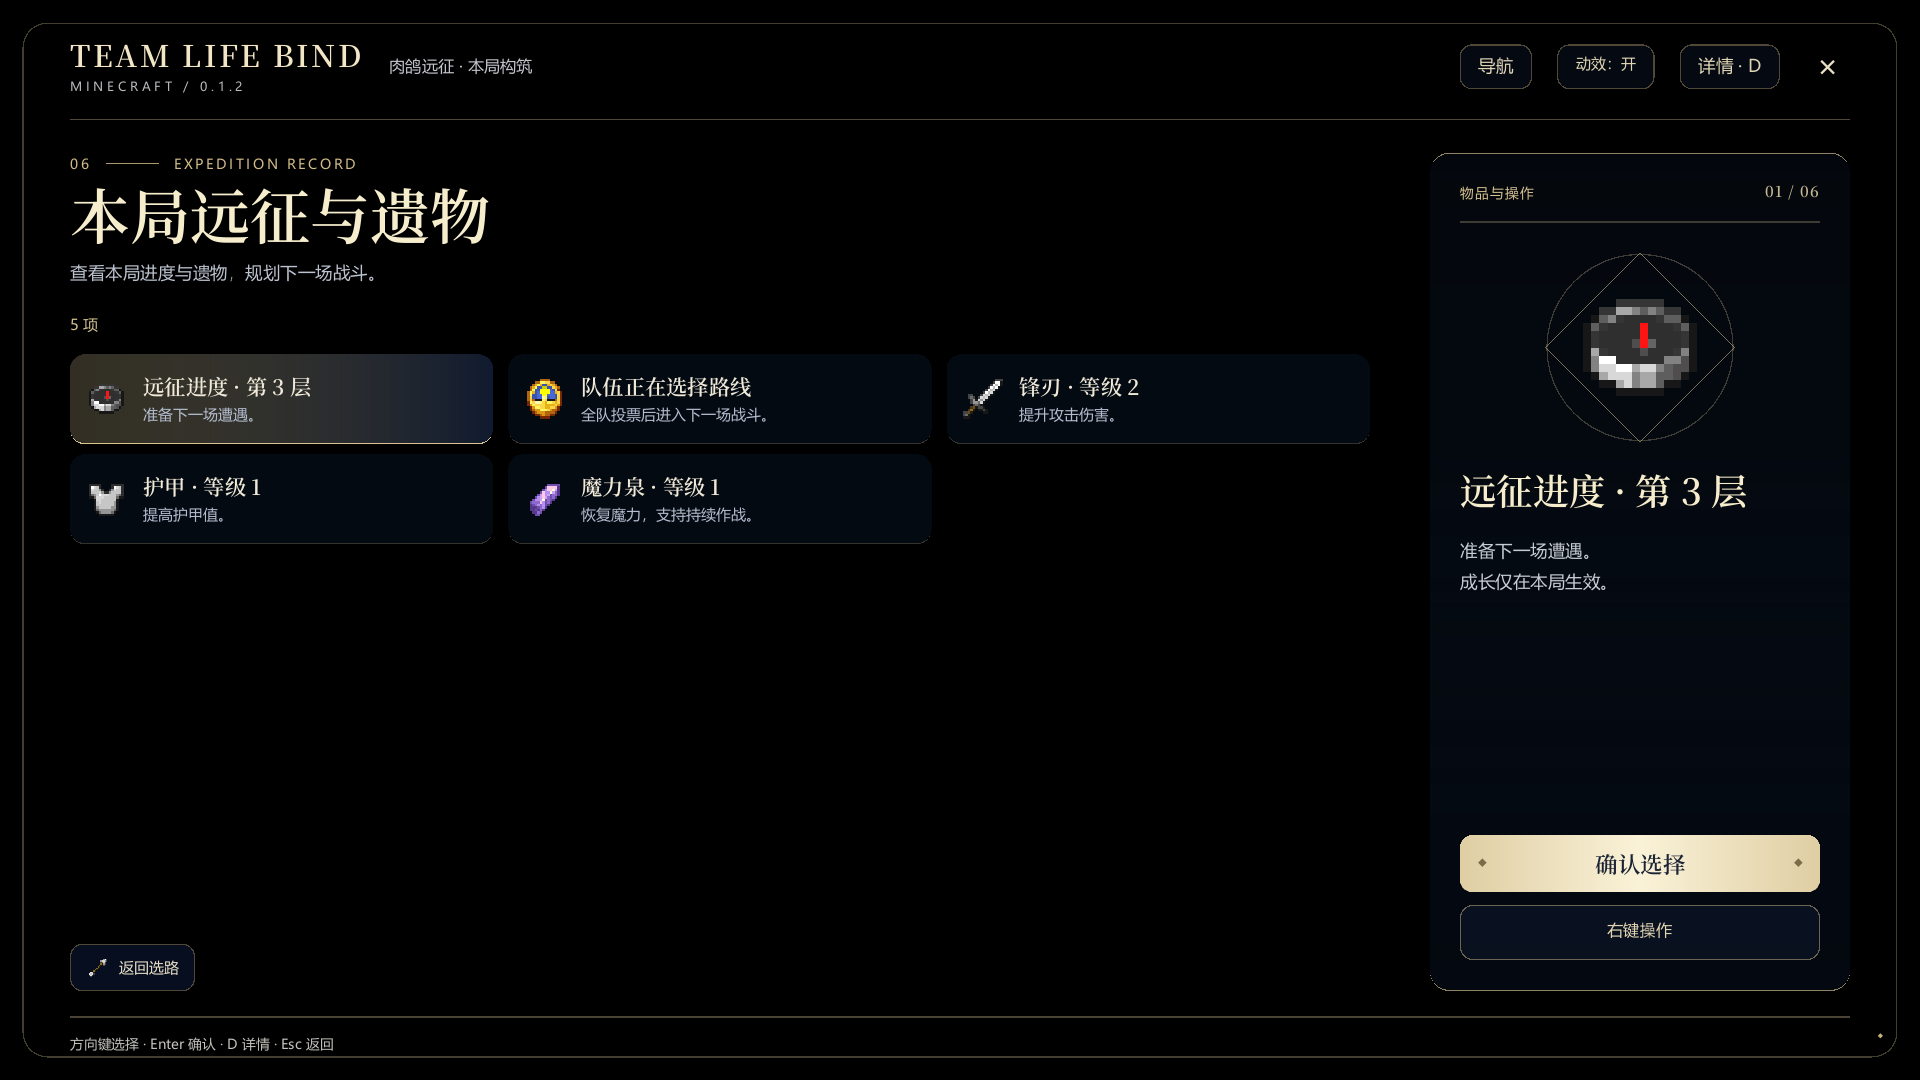 TEAM LIFE BIND
MINECRAFT / 0.1.2
肉鸽远征 · 本局构筑
导航
动效：开
详情 · D
×
06
EXPEDITION RECORD
本局远征与遗物
查看本局进度与遗物，规划下一场战斗。
5 项
远征进度 · 第 3 层
准备下一场遭遇。
队伍正在选择路线
全队投票后进入下一场战斗。
锋刃 · 等级 2
提升攻击伤害。
护甲 · 等级 1
提高护甲值。
魔力泉 · 等级 1
恢复魔力，支持持续作战。
返回选路
物品与操作
01 / 06
远征进度 · 第 3 层
准备下一场遭遇。
成长仅在本局生效。
确认选择
右键操作
方向键选择 · Enter 确认 · D 详情 · Esc 返回